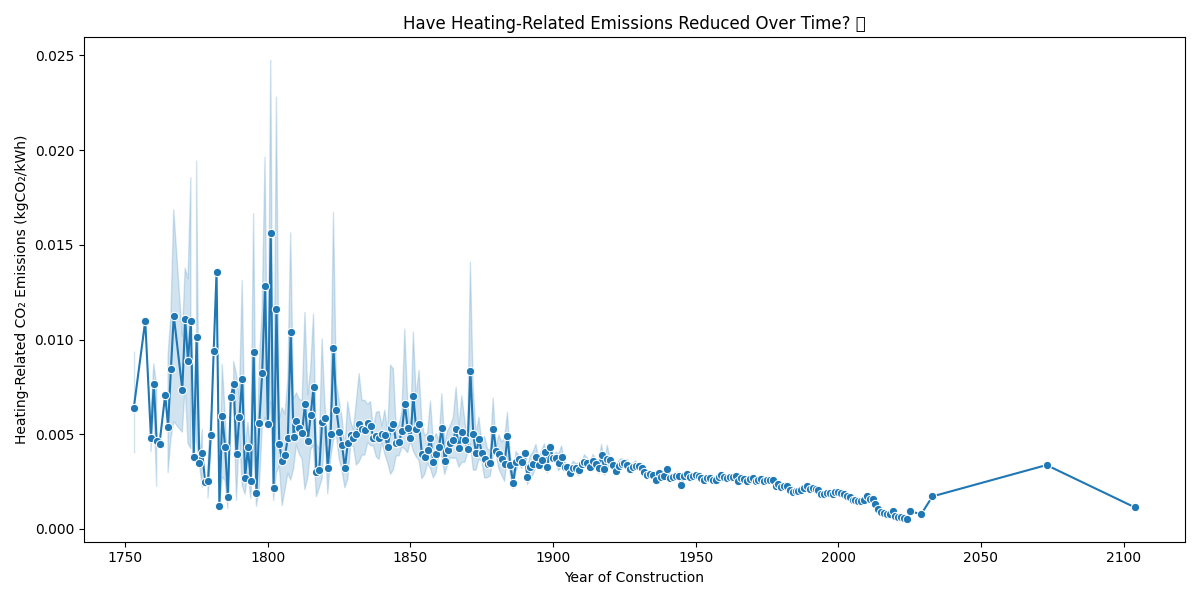 Have Heating-Related Emissions Reduced Over Time? 
Heating-Related CO₂ Emissions (kgCO₂/kWh)
0.025
0.020
0.015
0.010
0.005
0.000
1750 1800 1850 1900 1950 2000 2050 2100
Year of Construction